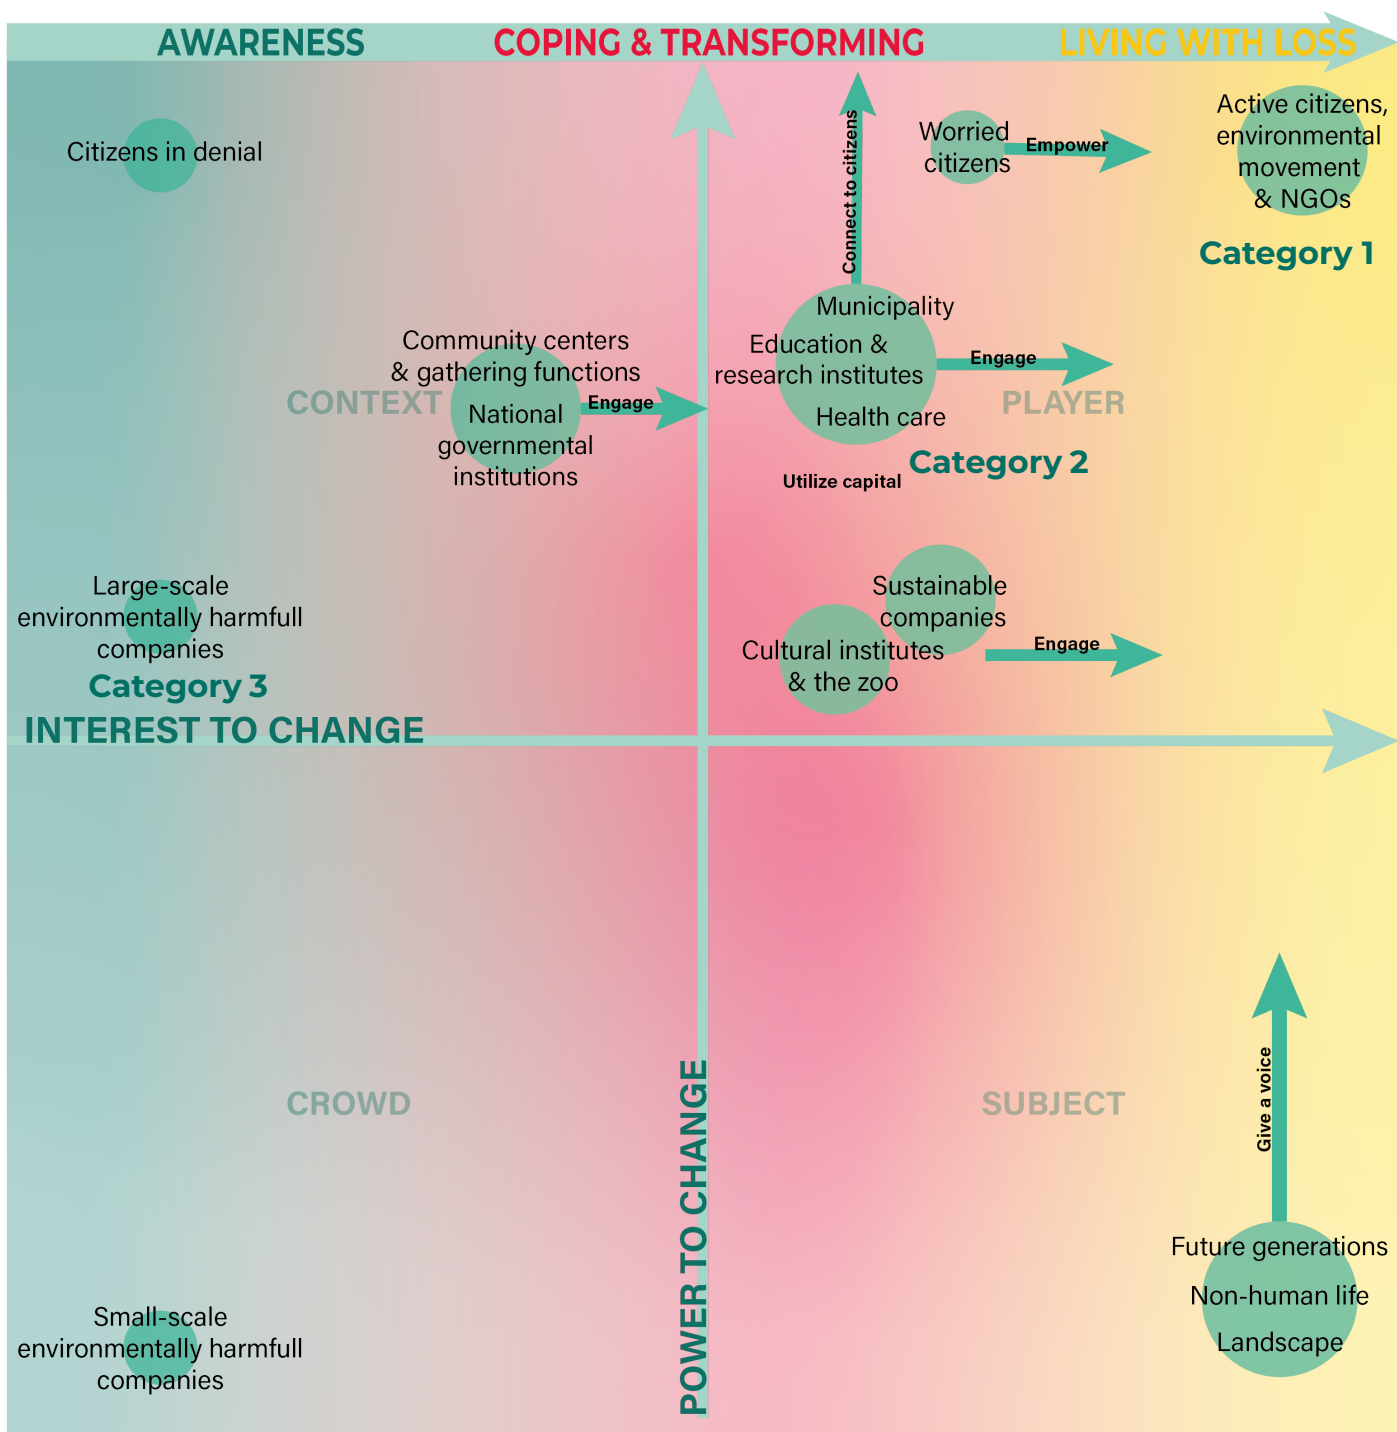 AWARENESS
COPING & TRANSFORMING
LIVING WITH LOSS
Citizens in denial
Connect to citizens
Worried
citizens
Empower
Active citizens,
environmental
movement
& NGOs
Category 1
Municipality
Education &
research institutes
Health care
Engage
Category 2
Utilize capital
Community centers
& gathering functions
National
governmental
institutions
Engage
CONTEXT
PLAYER
Large-scale
environmentally harmfull
companies
Category 3
Sustainable
companies
Cultural institutes
& the zoo
Engage
INTEREST TO CHANGE
POWER TO CHANGE
CROWD
SUBJECT
Give a voice
Future generations
Non-human life
Landscape
Small-scale
environmentally harmfull
companies